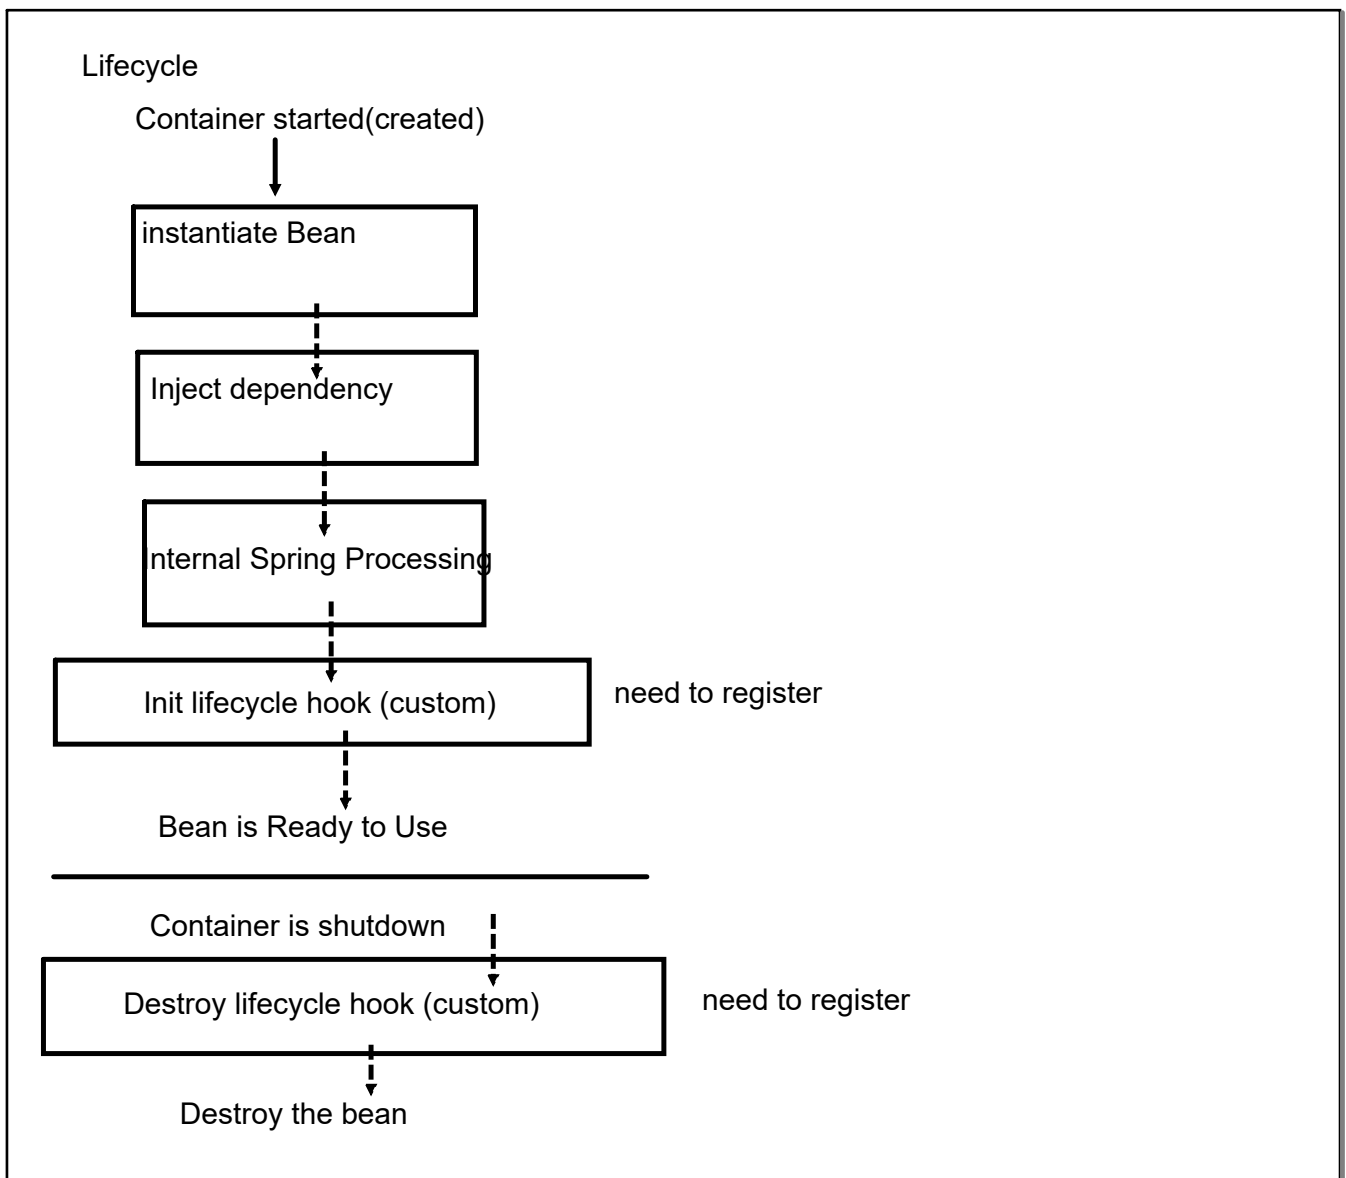 Lifecycle
Container started(created)
instantiate Bean
Inject dependency
Internal Spring Processing
Init lifecycle hook (custom)
need to register
Bean is Ready to Use
Container is shutdown
Destroy lifecycle hook (custom)
need to register
Destroy the bean